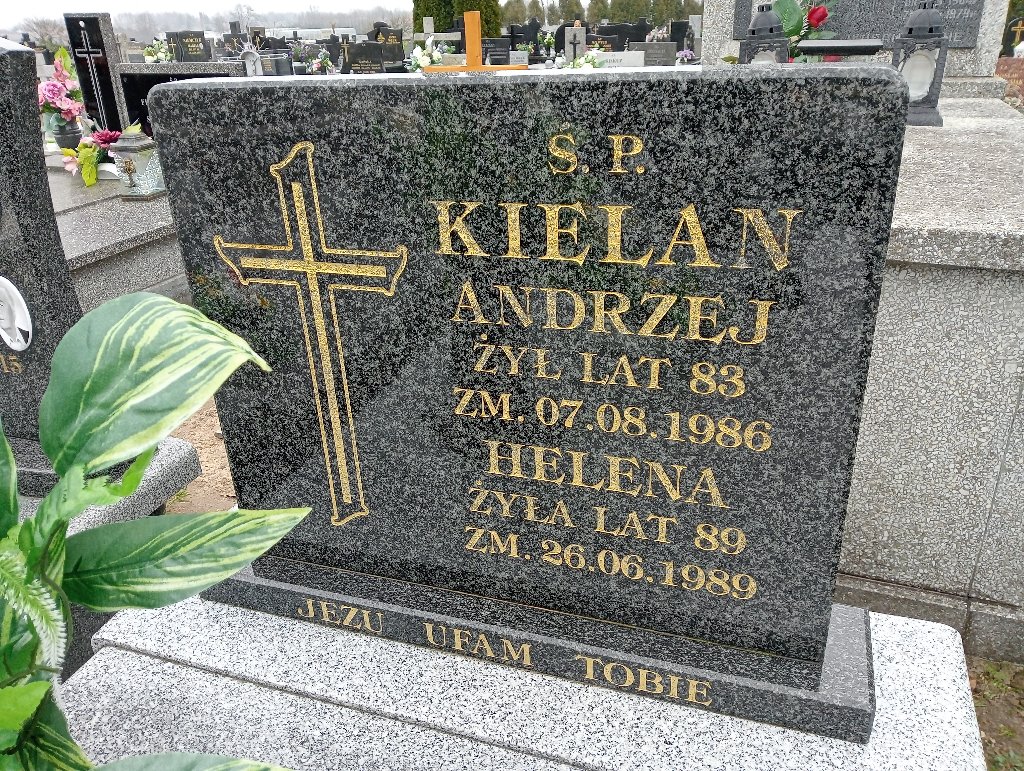 Ś. P.
KIELAN
ANDRZEJ
ŻYŁ LAT 83
ZM. 07.08.1986
HELENA
ŻYŁA LAT 89
ZM. 26.06.1989
JEZU UFAM TOBIE
15